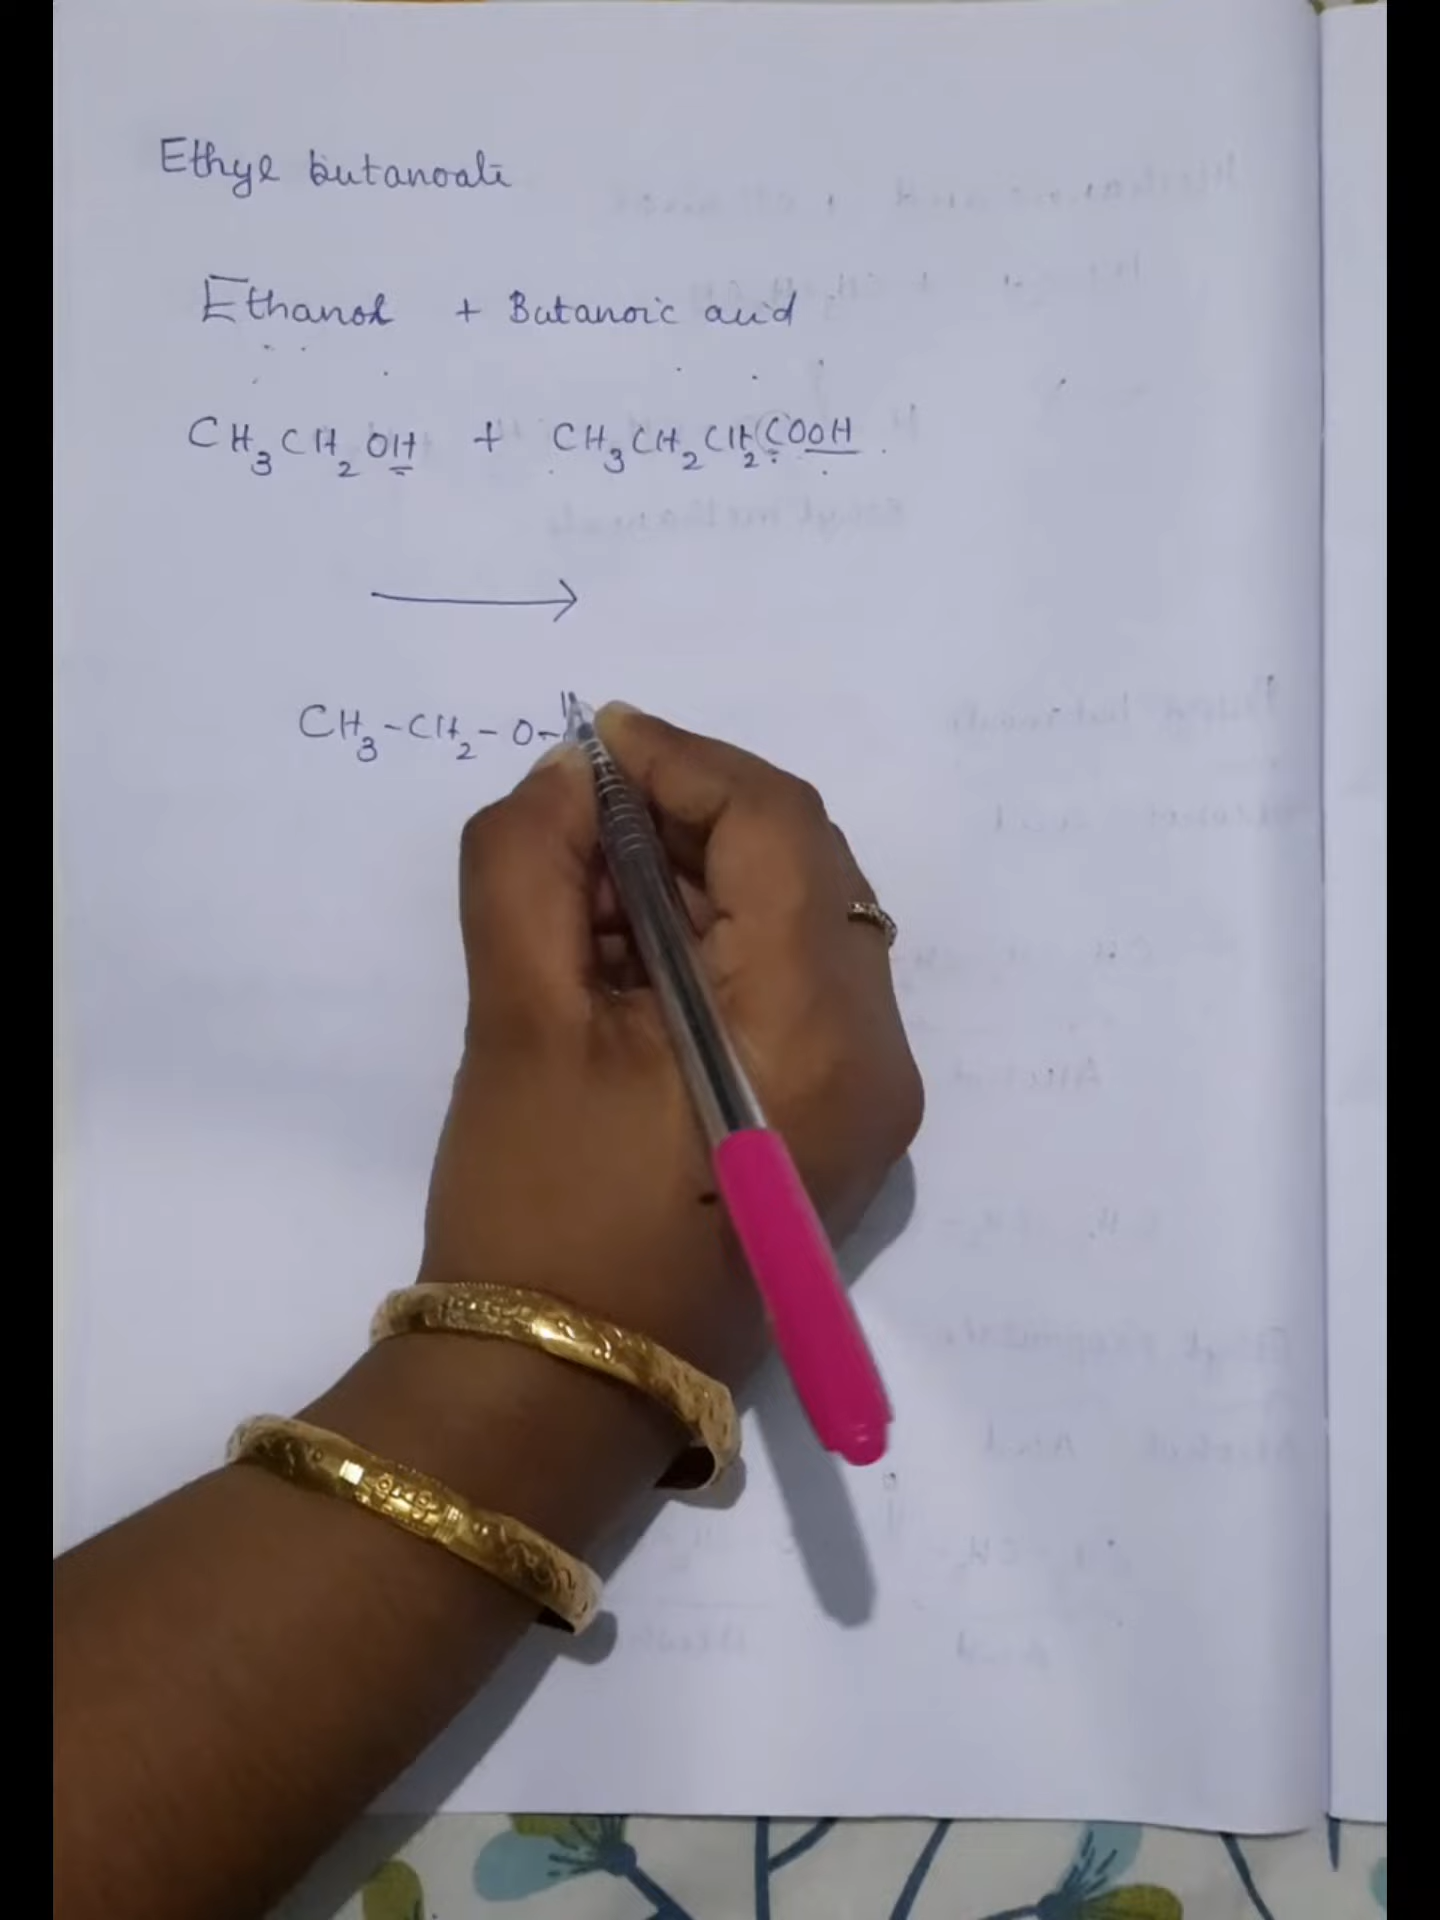 Ethyl butanoate
Ethanol + Butanoic acid
CH₃CH₂OH + CH₃CH₂CH₂COOH
→
CH₃-CH₂-O-